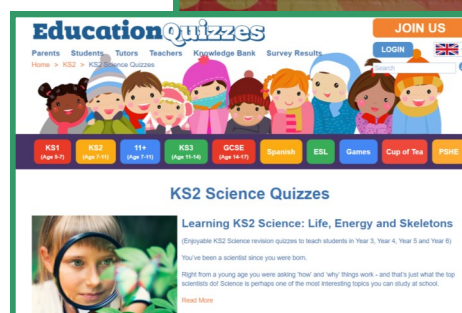 EducationQuizzes
JOIN US
LOGIN
Parents Students Tutors Teachers Knowledge Bank Survey Results
Home > KS2 > KS2 Science Quizzes
Search
KS1 KS2 11+ KS3 GCSE Spanish ESL Games Cup of Tea PSHE
(Age 5-7) (Age 7-11) (Age 7-11) (Age 11-14) (Age 14-17)
KS2 Science Quizzes
Learning KS2 Science: Life, Energy and Skeletons
(Enjoyable KS2 Science revision quizzes to teach students in Year 3, Year 4, Year 5 and Year 6)
You've been a scientist since you were born.
Right from a young age you were asking 'how' and 'why' things work - and that's just what the top
scientists do! Science is perhaps one of the most interesting topics you can study at school.
Read More